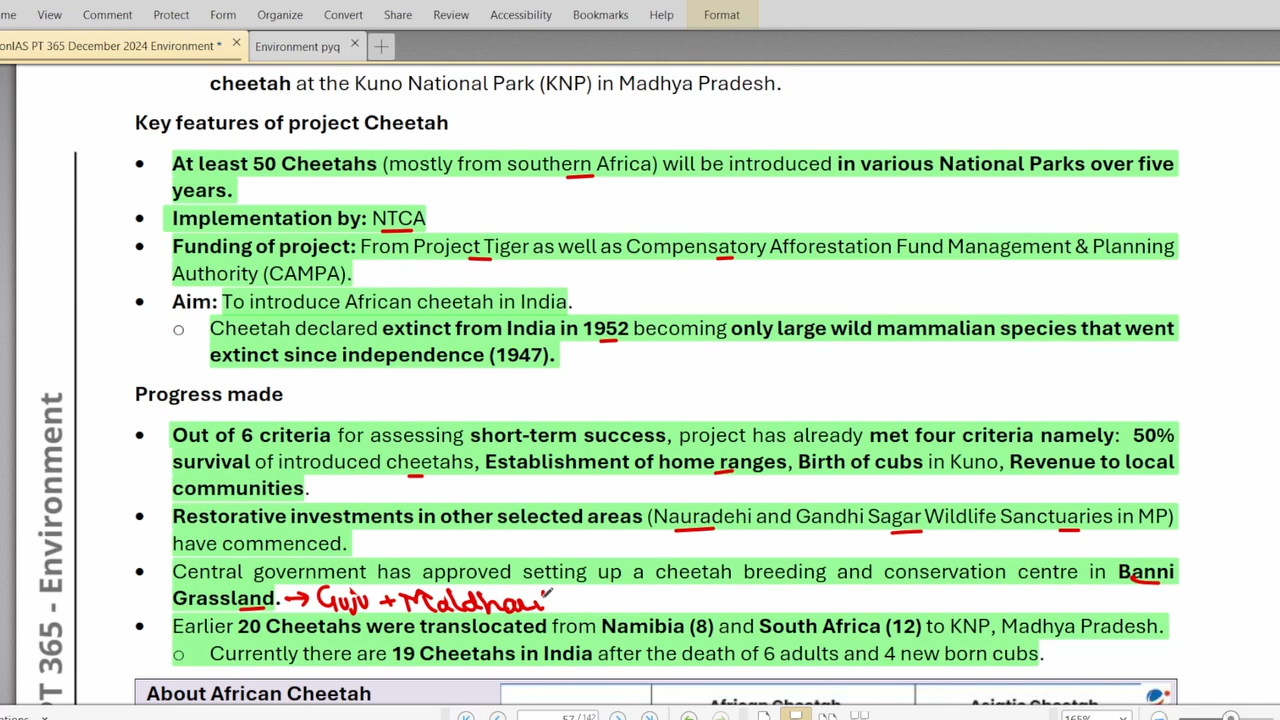 me View Comment Protect Form Organize Convert Share Review Accessibility Bookmarks Help Format
onIAS PT 365 December 2024 Environment * × Environment pyq × +
cheetah at the Kuno National Park (KNP) in Madhya Pradesh.
Key features of project Cheetah
• At least 50 Cheetahs (mostly from southern Africa) will be introduced in various National Parks over five
years.
• Implementation by: NTCA
• Funding of project: From Project Tiger as well as Compensatory Afforestation Fund Management & Planning
Authority (CAMPA).
• Aim: To introduce African cheetah in India.
○ Cheetah declared extinct from India in 1952 becoming only large wild mammalian species that went
extinct since independence (1947).
Progress made
• Out of 6 criteria for assessing short-term success, project has already met four criteria namely: 50%
survival of introduced cheetahs, Establishment of home ranges, Birth of cubs in Kuno, Revenue to local
communities.
• Restorative investments in other selected areas (Nauradehi and Gandhi Sagar Wildlife Sanctuaries in MP)
have commenced.
• Central government has approved setting up a cheetah breeding and conservation centre in Banni
Grassland. → Guju + Maldhari
• Earlier 20 Cheetahs were translocated from Namibia (8) and South Africa (12) to KNP, Madhya Pradesh.
○ Currently there are 19 Cheetahs in India after the death of 6 adults and 4 new born cubs.
About African Cheetah
African Cheetah Asiatic Cheetah
PT 365 - Environment
57 / 142
165%